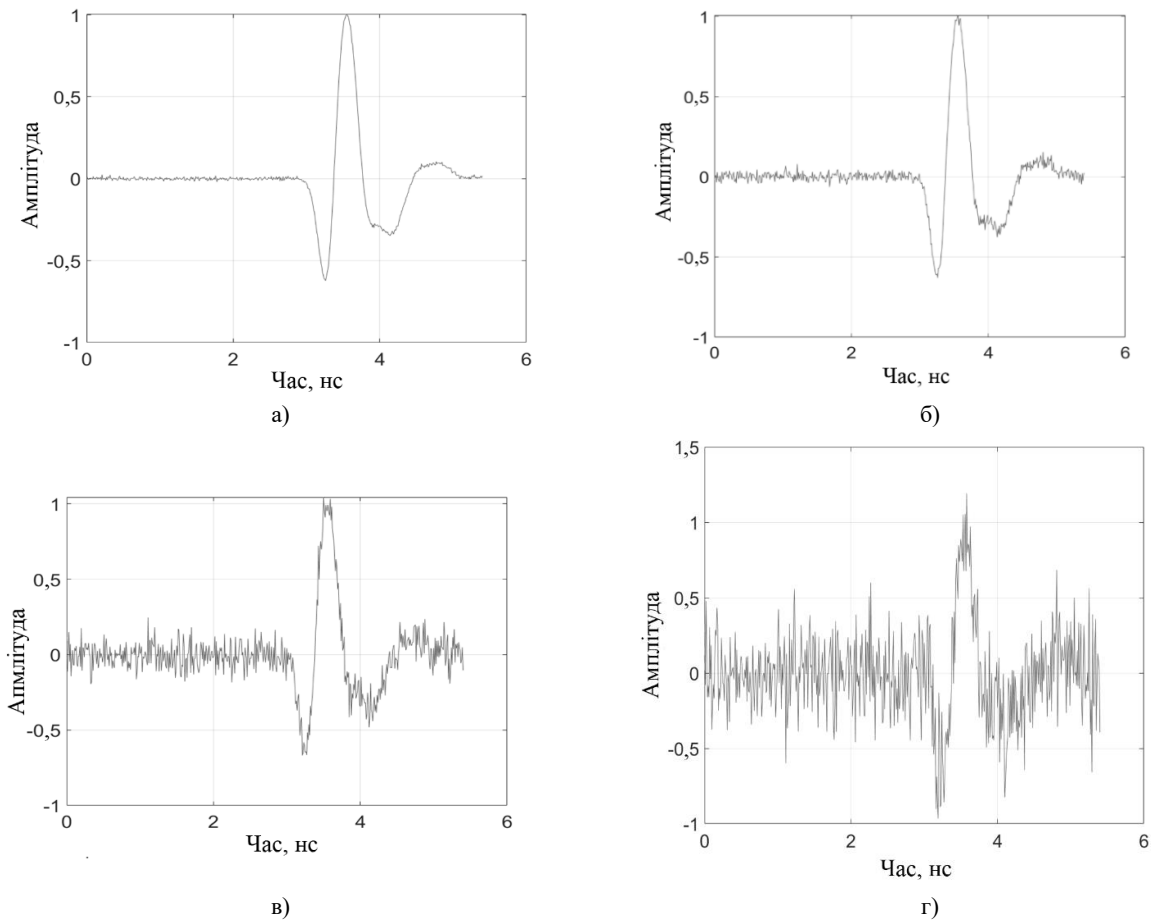 1
0,5
0
-0,5
-1
Амплітуда
0 2 4 6
Час, нс
а)
1
0,5
0
-0,5
-1
Амплітуда
0 2 4 6
Час, нс
б)
1
0,5
0
-0,5
-1
Апмлітуда
0 2 4 6
Час, нс
в)
1,5
1
0,5
0
-0,5
-1
Амплітуда
0 2 4 6
Час, нс
г)